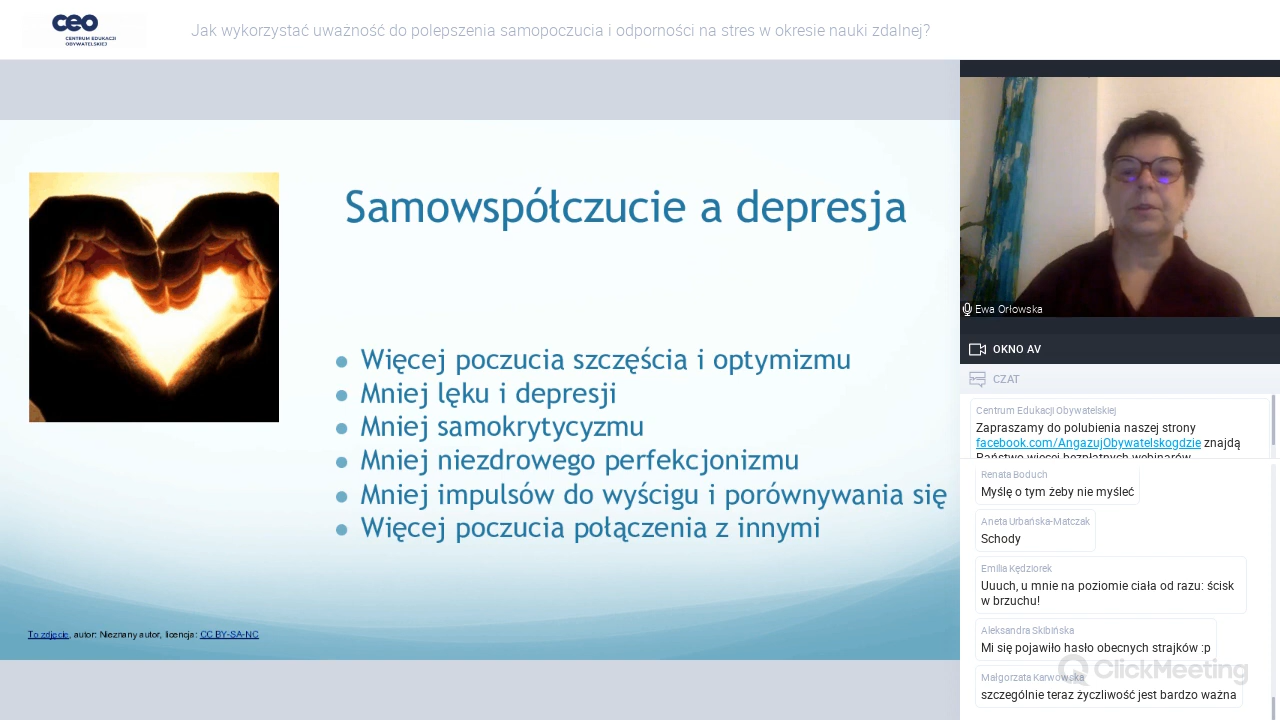 ceo
CENTRUM EDUKACJI
OBYWATELSKIEJ
Jak wykorzystać uważność do polepszenia samopoczucia i odporności na stres w okresie nauki zdalnej?
Samowspółczucie a depresja
Więcej poczucia szczęścia i optymizmu
Mniej lęku i depresji
Mniej samokrytycyzmu
Mniej niezdrowego perfekcjonizmu
Mniej impulsów do wyścigu i porównywania się
Więcej poczucia połączenia z innymi
To zdjęcie, autor: Nieznany autor, licencja: CC BY-SA-NC
Ewa Orłowska
OKNO AV
CZAT
Centrum Edukacji Obywatelskiej
Zapraszamy do polubienia naszej strony
facebook.com/AngazujObywatelskogdzie znajdą
Państwo więcej bezpłatnych webinarów
Renata Boduch
Myślę o tym żeby nie myśleć
Aneta Urbańska-Matczak
Schody
Emilia Kędziorek
Uuuch, u mnie na poziomie ciała od razu: ścisk
w brzuchu!
Aleksandra Skibińska
Mi się pojawiło hasło obecnych strajków :p
ClickMeeting
Małgorzata Karwowska
szczególnie teraz życzliwość jest bardzo ważna